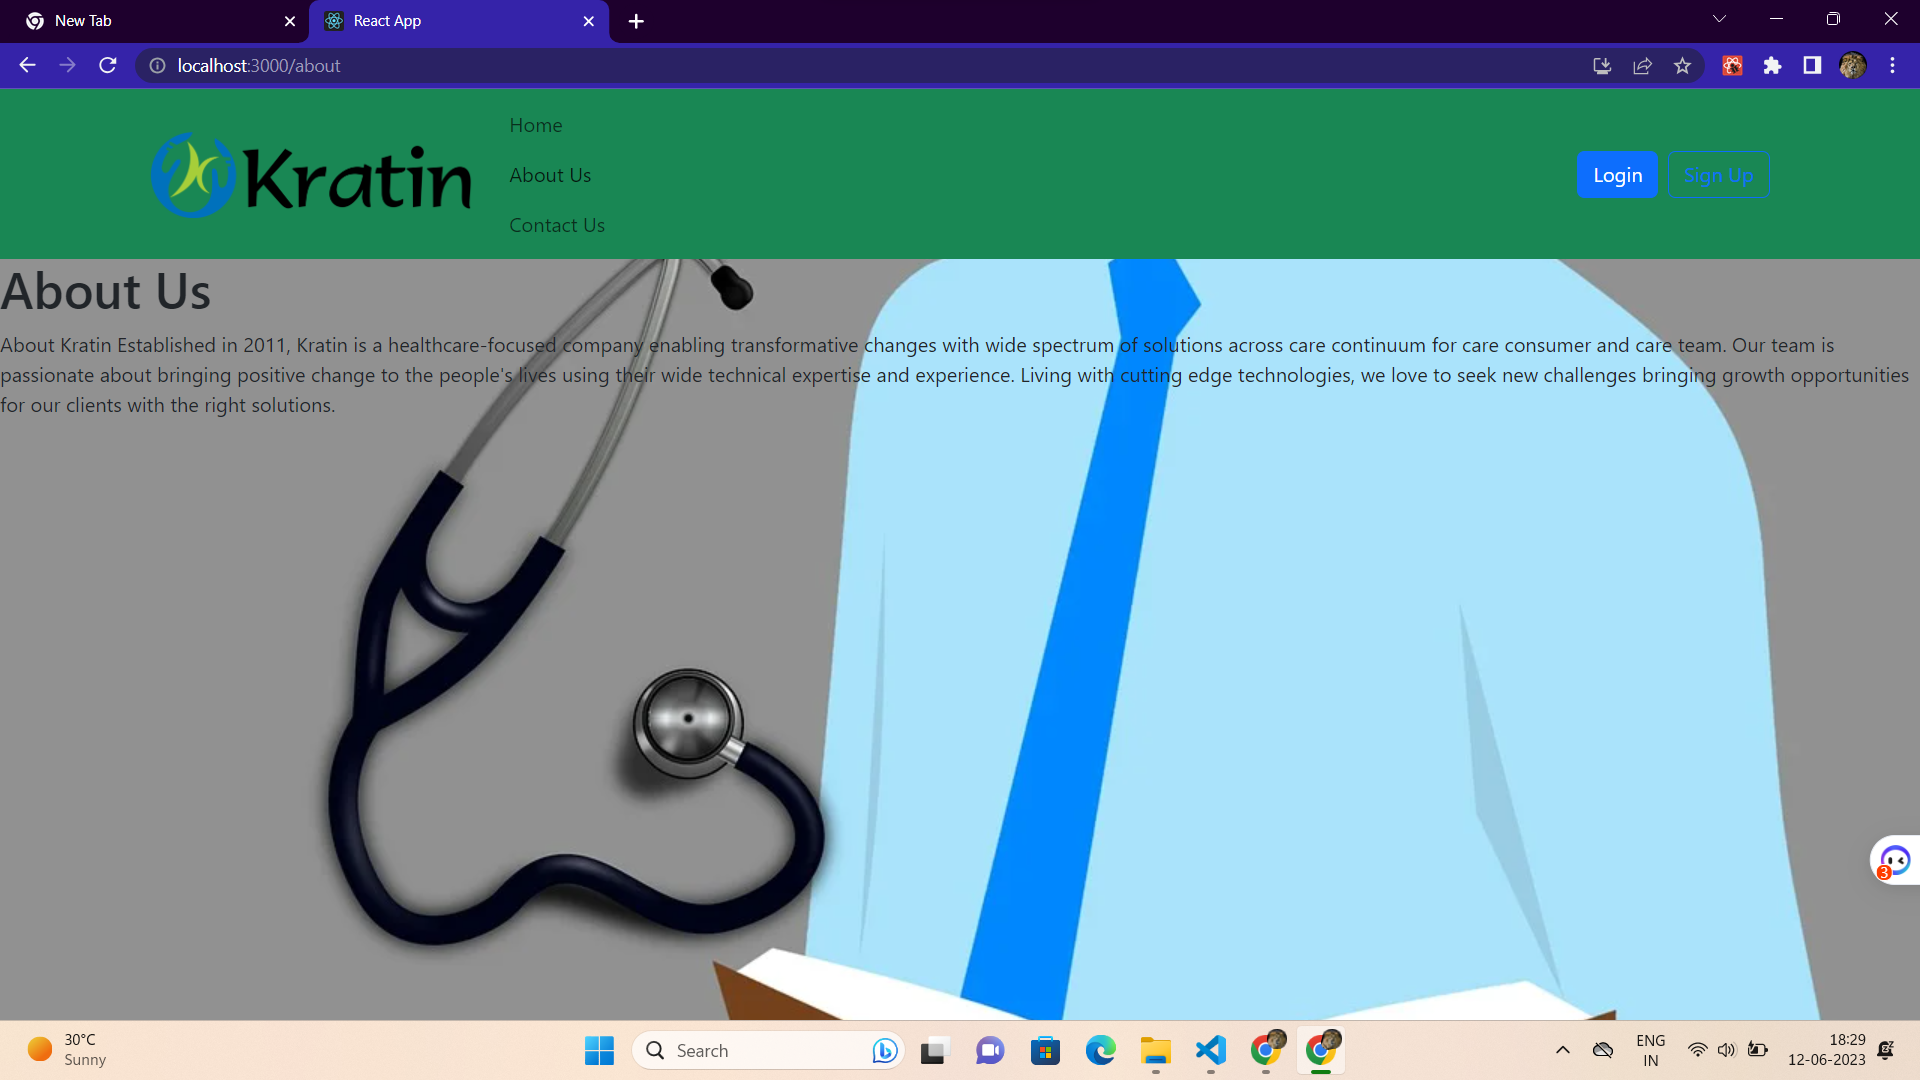 New Tab
React App
localhost:3000/about
Kratin
Home
About Us
Contact Us
Login
Sign Up
About Us
About Kratin Established in 2011, Kratin is a healthcare-focused company enabling transformative changes with wide spectrum of solutions across care continuum for care consumer and care team. Our team is
passionate about bringing positive change to the people's lives using their wide technical expertise and experience. Living with cutting edge technologies, we love to seek new challenges bringing growth opportunities
for our clients with the right solutions.
3
30°C
Sunny
Search
ENG
IN
18:29
12-06-2023